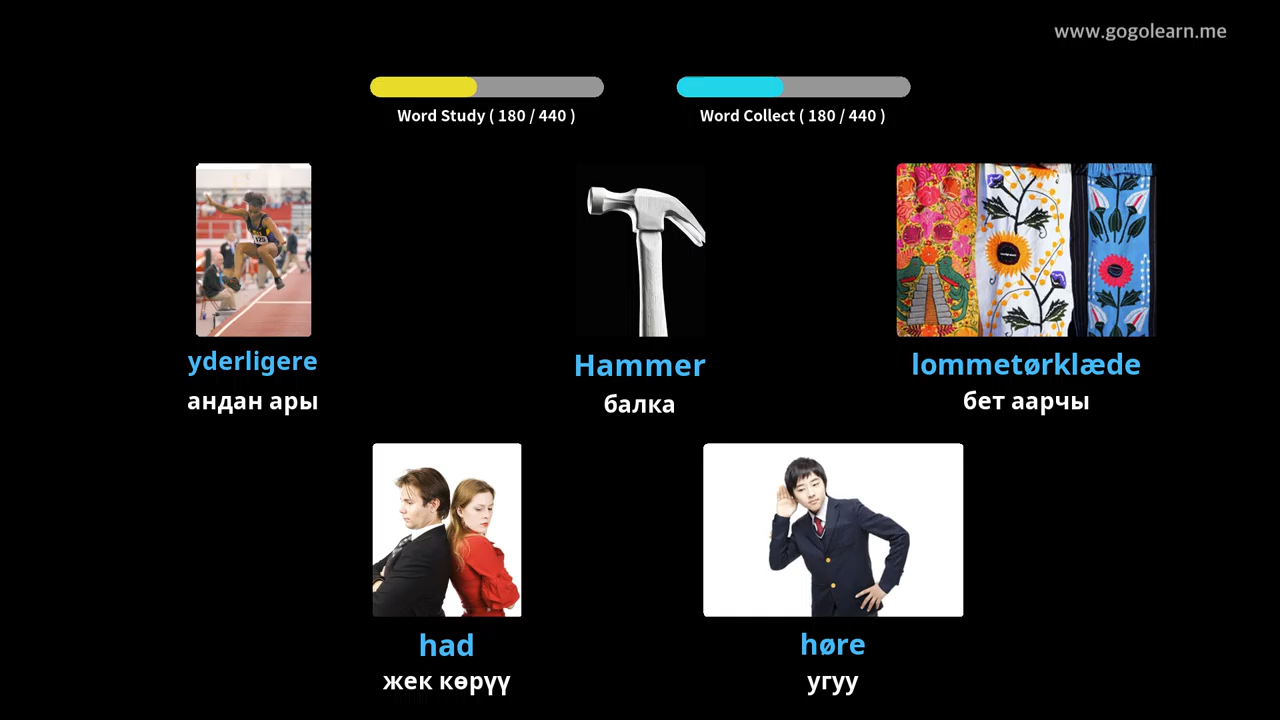 www.gogolearn.me
Word Study ( 180 / 440 )
Word Collect ( 180 / 440 )
yderligere
андан ары
Hammer
балка
lommetørklæde
бет аарчы
had
жек көрүү
høre
угуу